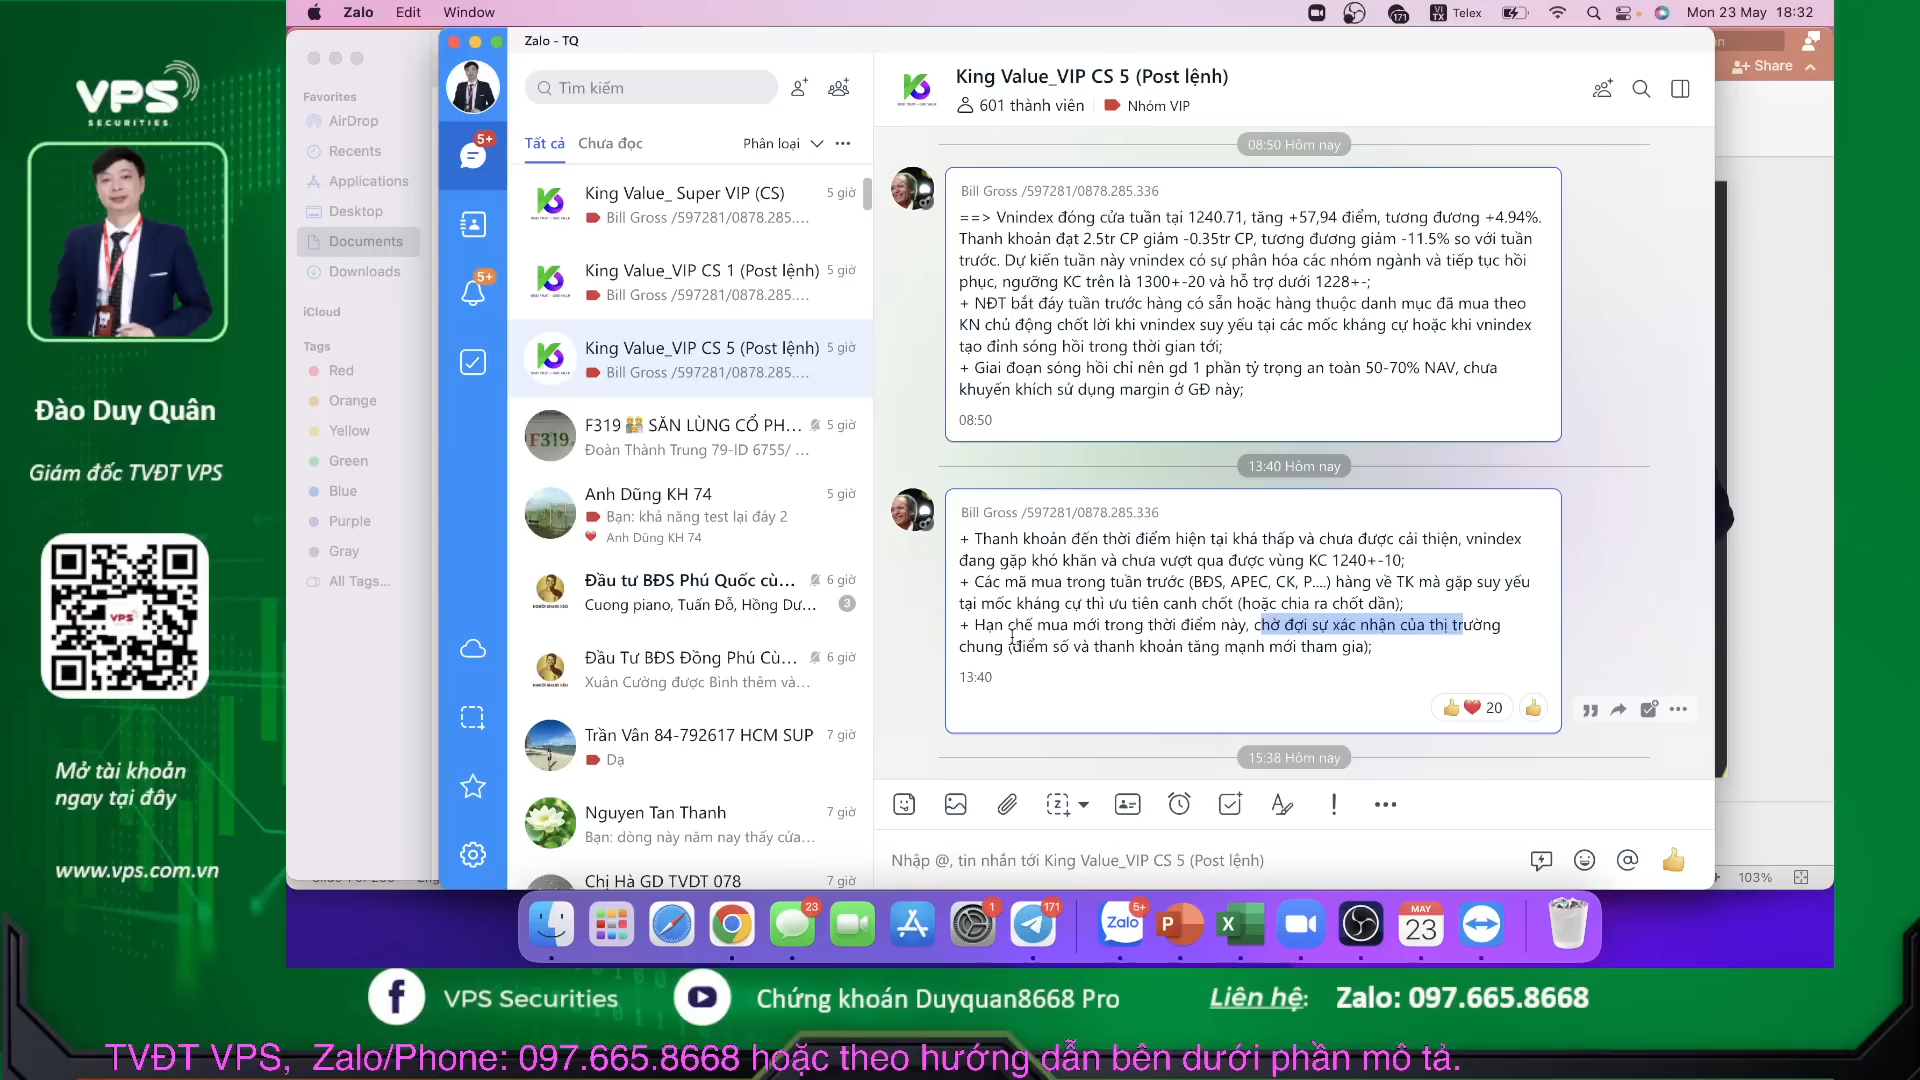 Zalo Edit Window
171 VI TX Telex Mon 23 May 18:32
VPS
SECURITIES
Đào Duy Quân
Giám đốc TVĐT VPS
Mở tài khoản
ngay tại đây
www.vps.com.vn
Favorites
AirDrop
Recents
Applications
Desktop
Documents
Downloads
iCloud
Tags
Red
Orange
Yellow
Green
Blue
Purple
Gray
All Tags...
Zalo - TQ
Tìm kiếm
5+
5+
Tất cả Chưa đọc Phân loại
King Value_ Super VIP (CS) 5 giờ
Bill Gross /597281/0878.285....
King Value_VIP CS 1 (Post lệnh) 5 giờ
Bill Gross /597281/0878.285....
King Value_VIP CS 5 (Post lệnh) 5 giờ
Bill Gross /597281/0878.285....
F319
F319 SĂN LÙNG CỔ PH... 5 giờ
Đoàn Thành Trung 79-ID 6755/ ...
Anh Dũng KH 74 5 giờ
Bạn: khả năng test lại đáy 2
Anh Dũng KH 74
Đầu tư BĐS Phú Quốc cù... 6 giờ
Cuong piano, Tuấn Đỗ, Hồng Dư... 3
Đầu Tư BĐS Đồng Phú Cù... 6 giờ
Xuân Cường được Bình thêm và...
Trần Vân 84-792617 HCM SUP 7 giờ
Dạ
Nguyen Tan Thanh 7 giờ
Bạn: dòng này năm nay thấy cửa...
Chị Hà GD TVDT 078 7 giờ
King Value_VIP CS 5 (Post lệnh)
601 thành viên Nhóm VIP
08:50 Hôm nay
Bill Gross /597281/0878.285.336
==> Vnindex đóng cửa tuần tại 1240.71, tăng +57,94 điểm, tương đương +4.94%.
Thanh khoản đạt 2.5tr CP giảm -0.35tr CP, tương đương giảm -11.5% so với tuần
trước. Dự kiến tuần này vnindex có sự phân hóa các nhóm ngành và tiếp tục hồi
phục, ngưỡng KC trên là 1300+-20 và hỗ trợ dưới 1228+-;
+ NĐT bắt đáy tuần trước hàng có sẵn hoặc hàng thuộc danh mục đã mua theo
KN chủ động chốt lời khi vnindex suy yếu tại các mốc kháng cự hoặc khi vnindex
tạo đỉnh sóng hồi trong thời gian tới;
+ Giai đoạn sóng hồi chỉ nên gd 1 phần tỷ trọng an toàn 50-70% NAV, chưa
khuyến khích sử dụng margin ở GĐ này;
08:50
13:40 Hôm nay
Bill Gross /597281/0878.285.336
+ Thanh khoản đến thời điểm hiện tại khá thấp và chưa được cải thiện, vnindex
đang gặp khó khăn và chưa vượt qua được vùng KC 1240+-10;
+ Các mã mua trong tuần trước (BĐS, APEC, CK, P....) hàng về TK mà gặp suy yếu
tại mốc kháng cự thì ưu tiên canh chốt (hoặc chia ra chốt dần);
+ Hạn chế mua mới trong thời điểm này, chờ đợi sự xác nhận của thị trường
chung (điểm số và thanh khoản tăng mạnh mới tham gia);
13:40
20
15:38 Hôm nay
Nhập @, tin nhắn tới King Value_VIP CS 5 (Post lệnh)
Share
103%
23 1 171 5+
Zalo
MAY
23
VPS Securities Chứng khoán Duyquan8668 Pro Liên hệ: Zalo: 097.665.8668
TVĐT VPS, Zalo/Phone: 097.665.8668 hoặc theo hướng dẫn bên dưới phần mô tả.